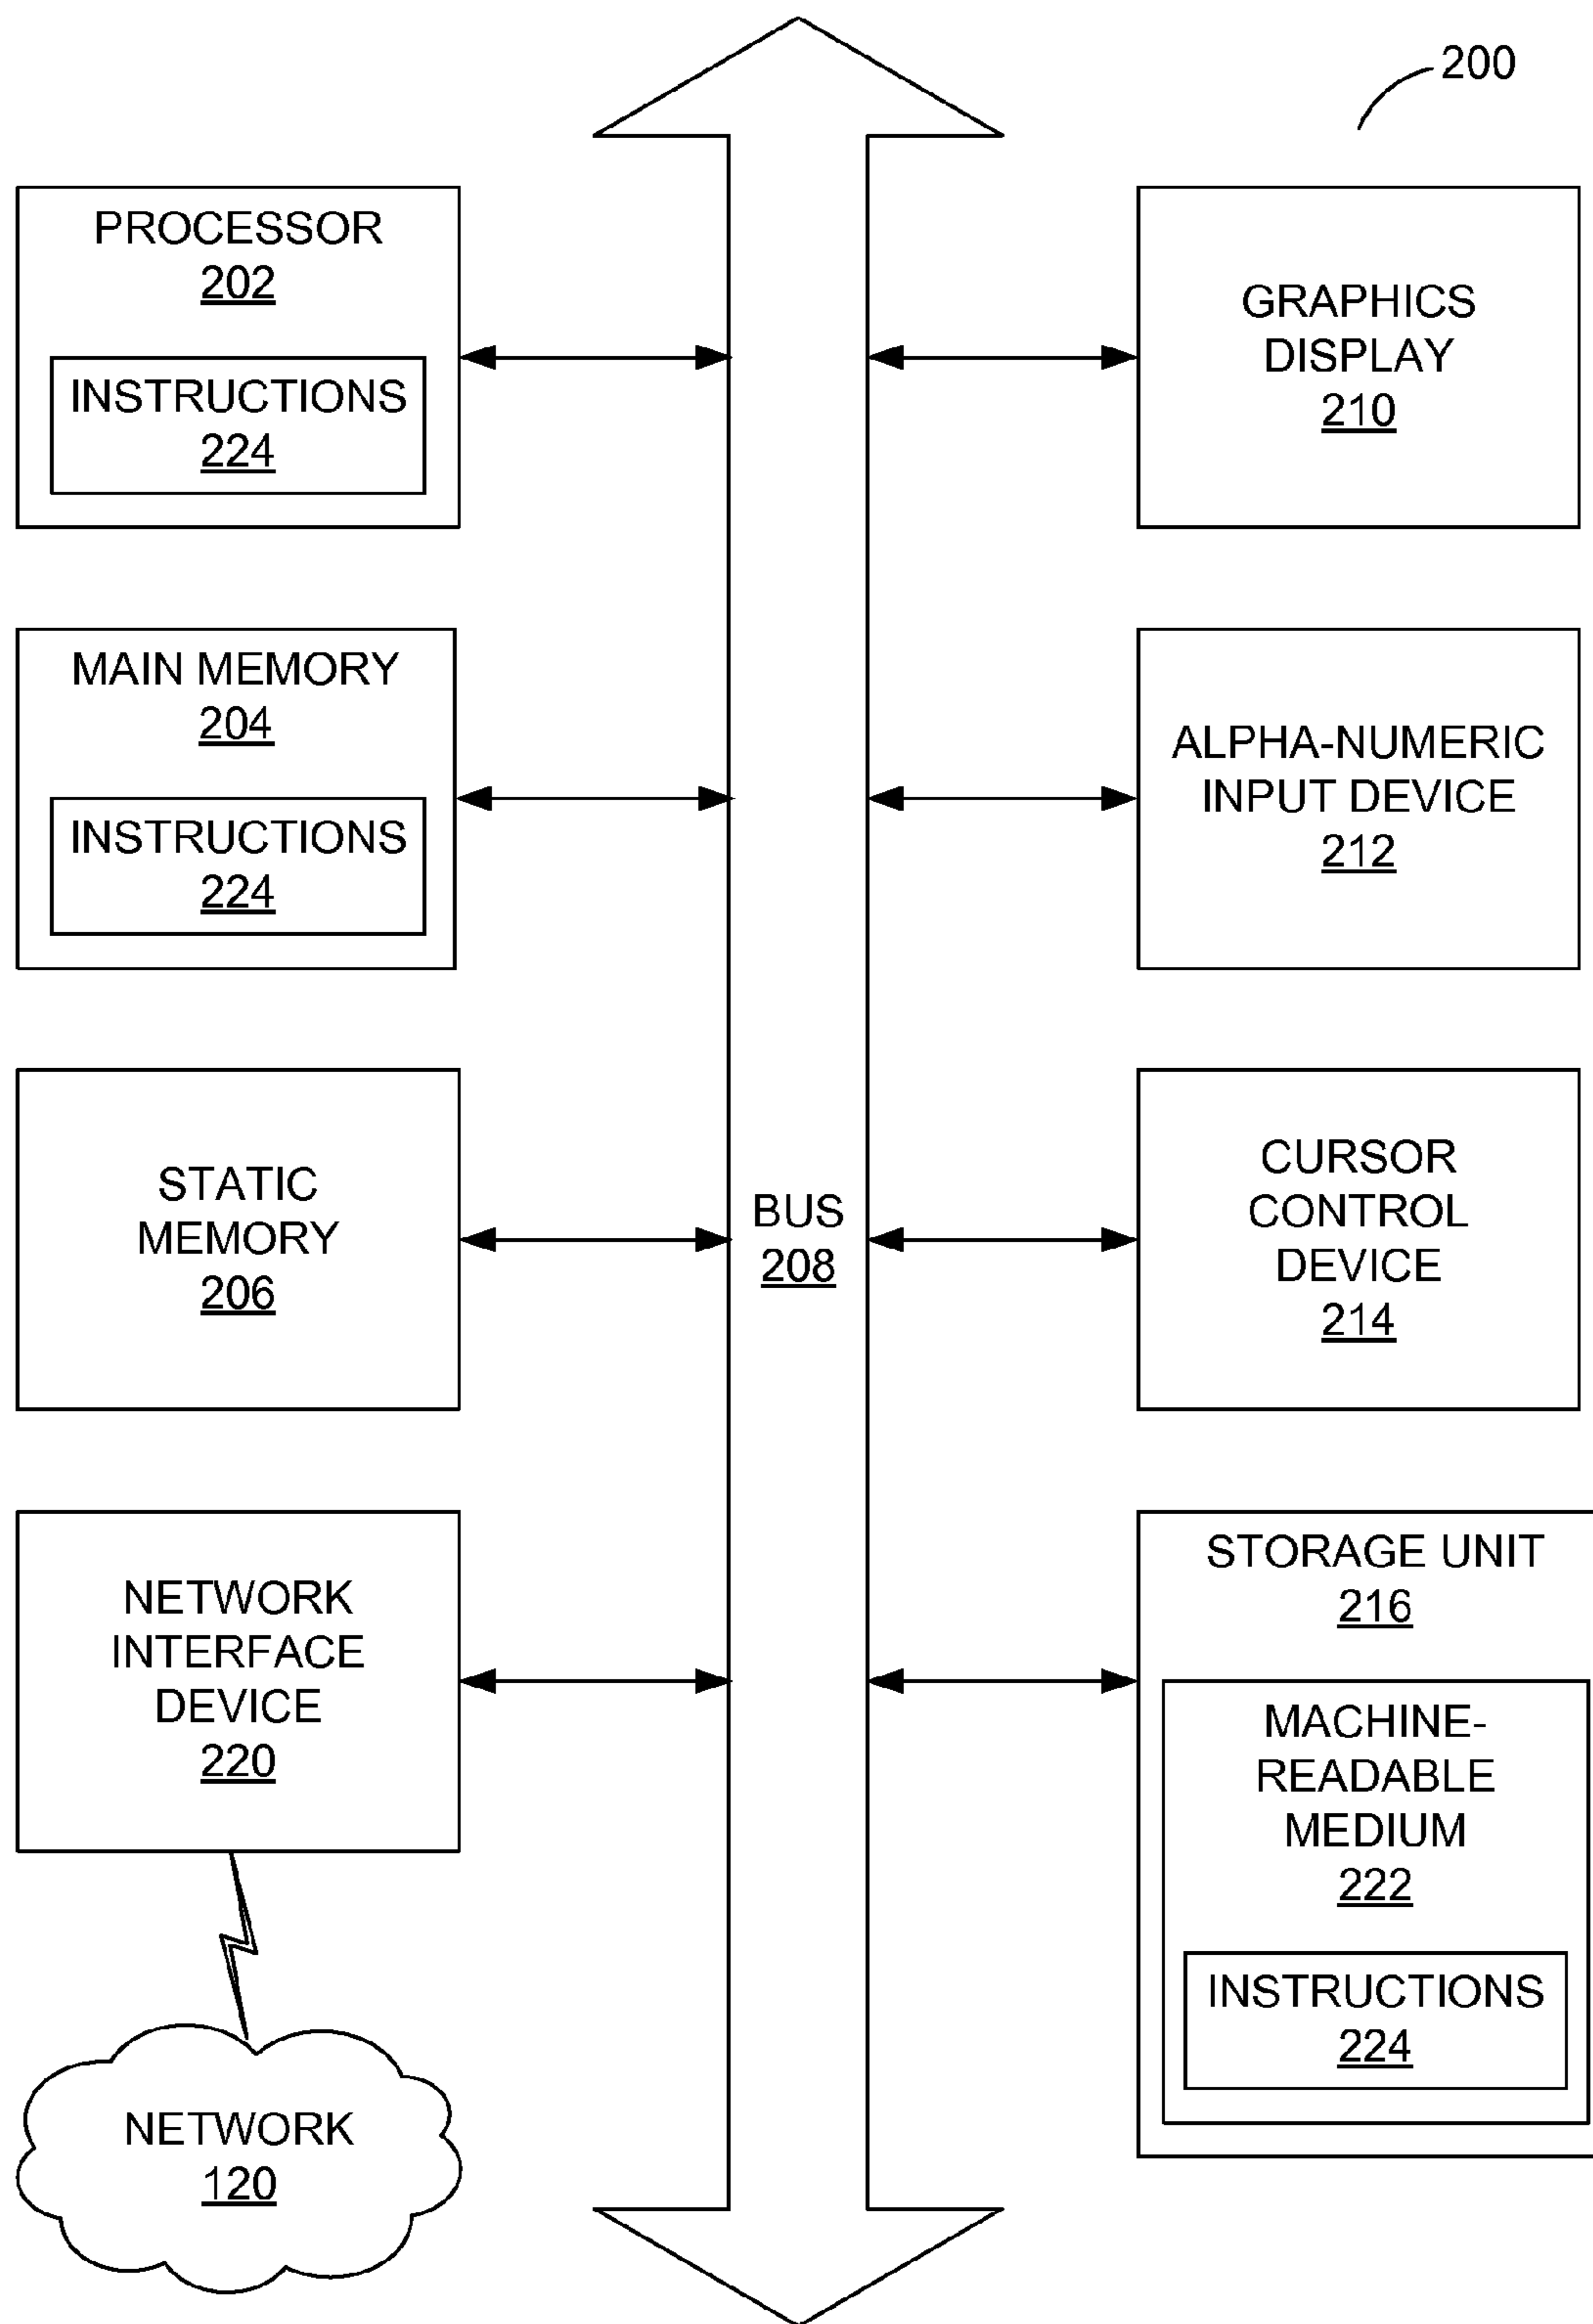 200
PROCESSOR
202
INSTRUCTIONS
224
MAIN MEMORY
204
INSTRUCTIONS
224
STATIC
MEMORY
206
NETWORK
INTERFACE
DEVICE
220
NETWORK
120
BUS
208
GRAPHICS
DISPLAY
210
ALPHA-NUMERIC
INPUT DEVICE
212
CURSOR
CONTROL
DEVICE
214
STORAGE UNIT
216
MACHINE-
READABLE
MEDIUM
222
INSTRUCTIONS
224